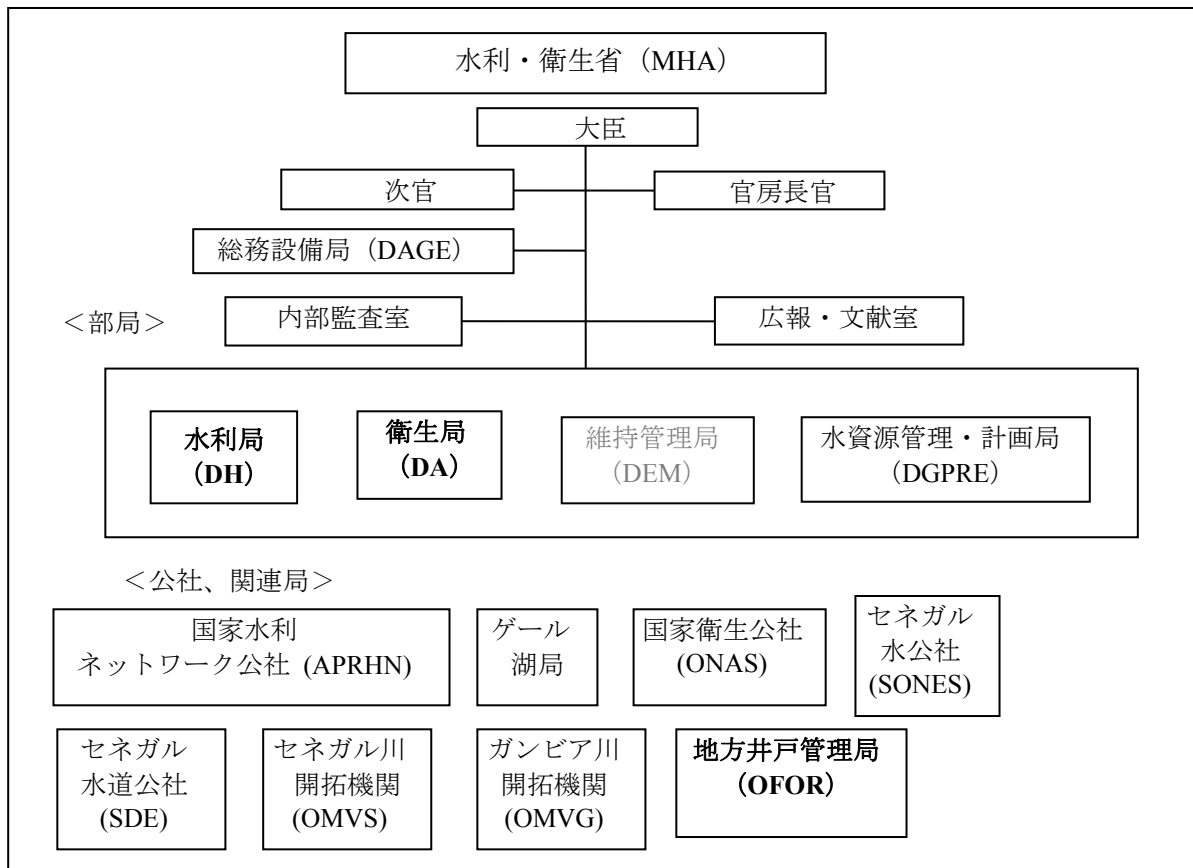 水利・衛生省（MHA）
大臣
次官
官房長官
総務設備局（DAGE）
＜部局＞
内部監査室
広報・文献室
水利局
（DH）
衛生局
（DA）
維持管理局
（DEM）
水資源管理・計画局
（DGPRE）
＜公社、関連局＞
国家水利
ネットワーク公社 (APRHN)
ゲール
湖局
国家衛生公社
(ONAS)
セネガル
水公社
(SONES)
セネガル
水道公社
(SDE)
セネガル川
開拓機関
(OMVS)
ガンビア川
開拓機関
(OMVG)
地方井戸管理局
（OFOR）